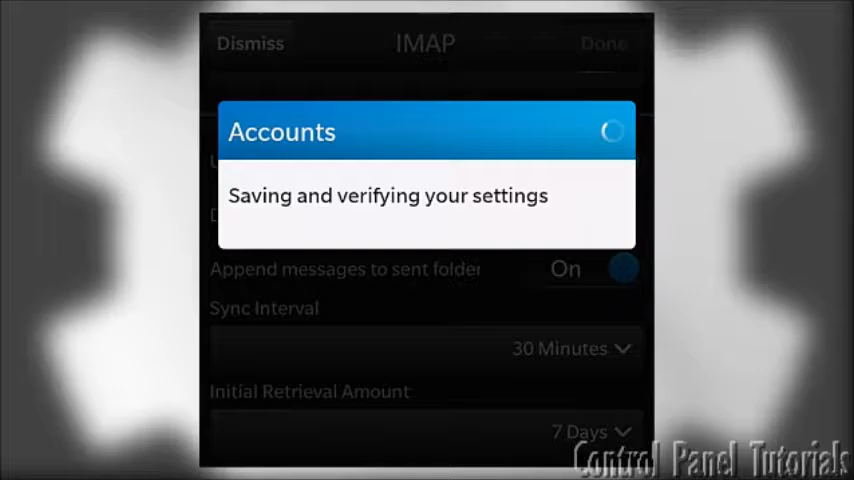 Dismiss IMAP Done
Accounts
Saving and verifying your settings
Append messages to sent folder On
Sync Interval
30 Minutes
Initial Retrieval Amount
7 Days
Control Panel Tutorials